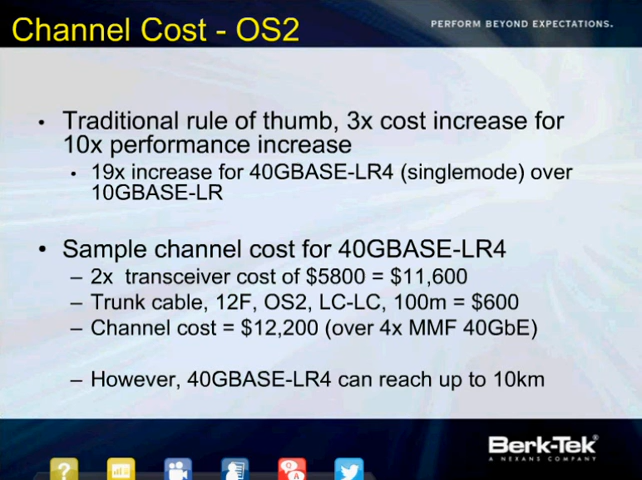 Channel Cost - OS2
PERFORM BEYOND EXPECTATIONS.
• Traditional rule of thumb, 3x cost increase for
10x performance increase
• 19x increase for 40GBASE-LR4 (singlemode) over
10GBASE-LR
• Sample channel cost for 40GBASE-LR4
– 2x transceiver cost of $5800 = $11,600
– Trunk cable, 12F, OS2, LC-LC, 100m = $600
– Channel cost = $12,200 (over 4x MMF 40GbE)
– However, 40GBASE-LR4 can reach up to 10km
Berk-Tek®
A NEXANS COMPANY
?
Q
A